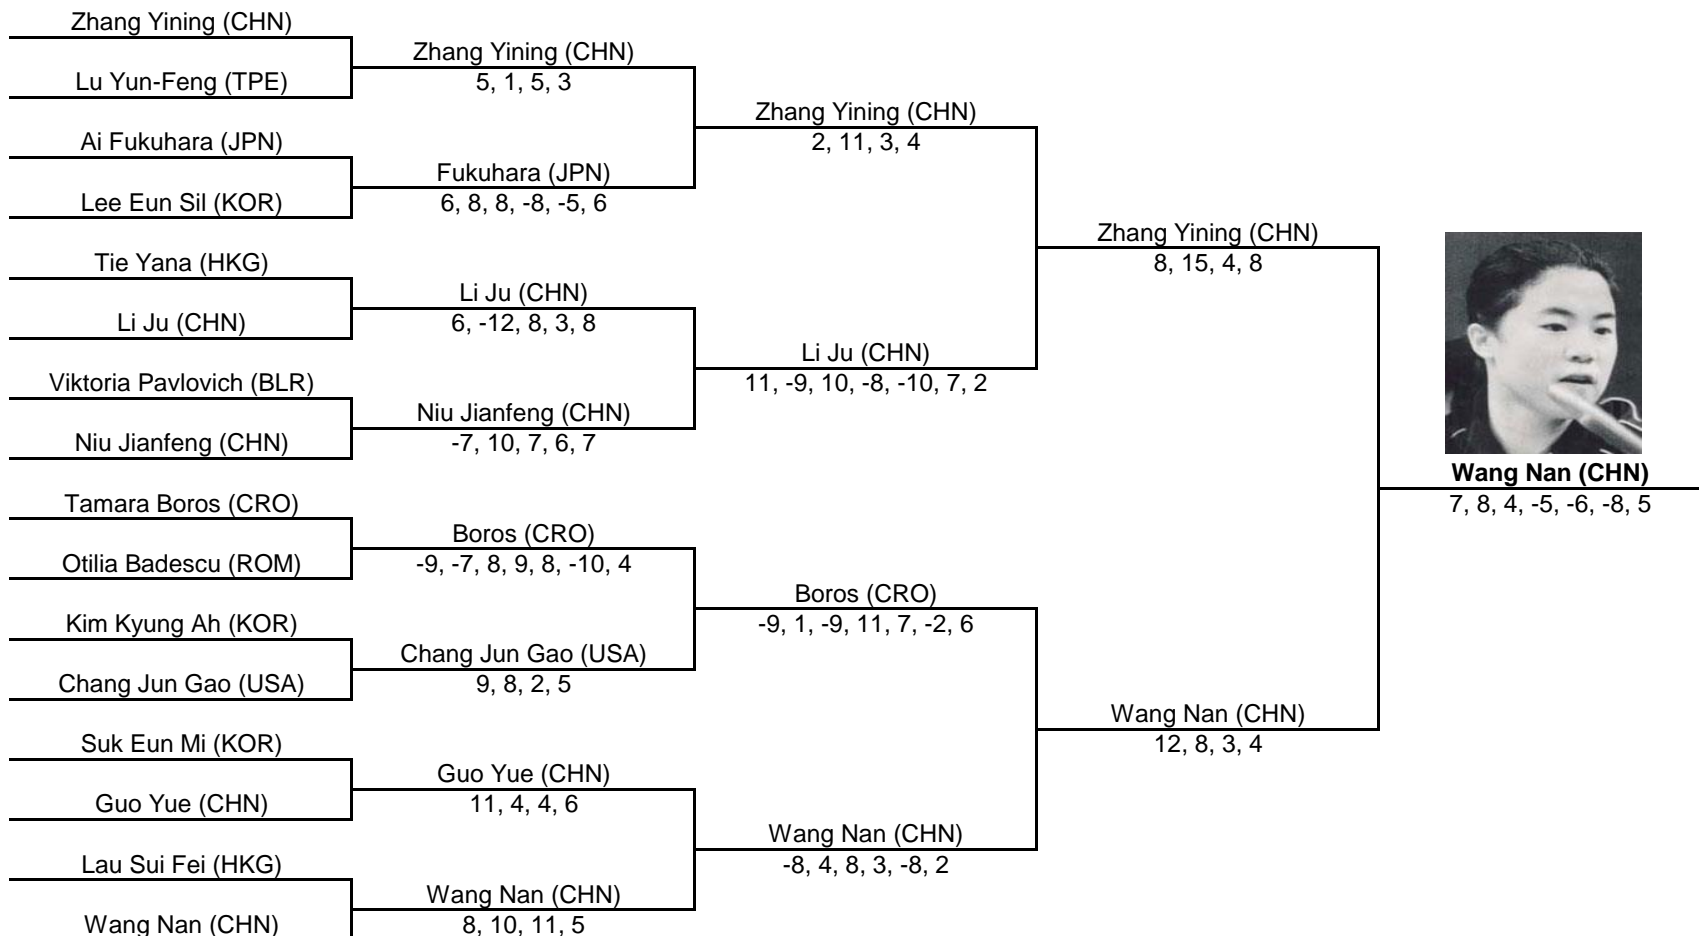 Zhang Yining (CHN)
Lu Yun-Feng (TPE)
Ai Fukuhara (JPN)
Lee Eun Sil (KOR)
Tie Yana (HKG)
Li Ju (CHN)
Viktoria Pavlovich (BLR)
Niu Jianfeng (CHN)
Tamara Boros (CRO)
Otilia Badescu (ROM)
Kim Kyung Ah (KOR)
Chang Jun Gao (USA)
Suk Eun Mi (KOR)
Guo Yue (CHN)
Lau Sui Fei (HKG)
Wang Nan (CHN)
Zhang Yining (CHN)
5, 1, 5, 3
Fukuhara (JPN)
6, 8, 8, -8, -5, 6
Li Ju (CHN)
6, -12, 8, 3, 8
Niu Jianfeng (CHN)
-7, 10, 7, 6, 7
Boros (CRO)
-9, -7, 8, 9, 8, -10, 4
Chang Jun Gao (USA)
9, 8, 2, 5
Guo Yue (CHN)
11, 4, 4, 6
Wang Nan (CHN)
8, 10, 11, 5
Zhang Yining (CHN)
2, 11, 3, 4
Li Ju (CHN)
11, -9, 10, -8, -10, 7, 2
Boros (CRO)
-9, 1, -9, 11, 7, -2, 6
Wang Nan (CHN)
-8, 4, 8, 3, -8, 2
Zhang Yining (CHN)
8, 15, 4, 8
Wang Nan (CHN)
12, 8, 3, 4
Wang Nan (CHN)
7, 8, 4, -5, -6, -8, 5